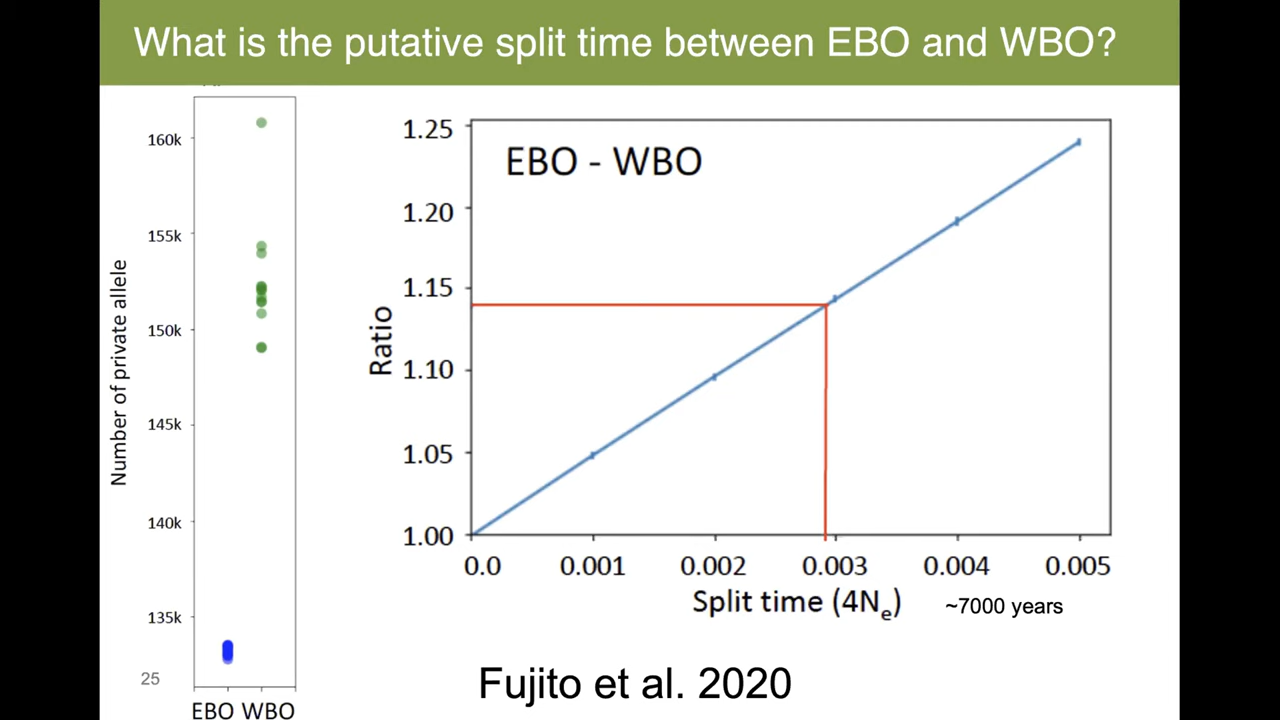 What is the putative split time between EBO and WBO?
Number of private allele
160k
155k
150k
145k
140k
135k
EBO WBO
25
EBO - WBO
Ratio
1.25
1.20
1.15
1.10
1.05
1.00
0.0 0.001 0.002 0.003 0.004 0.005
Split time (4Ne)
~7000 years
Fujito et al. 2020